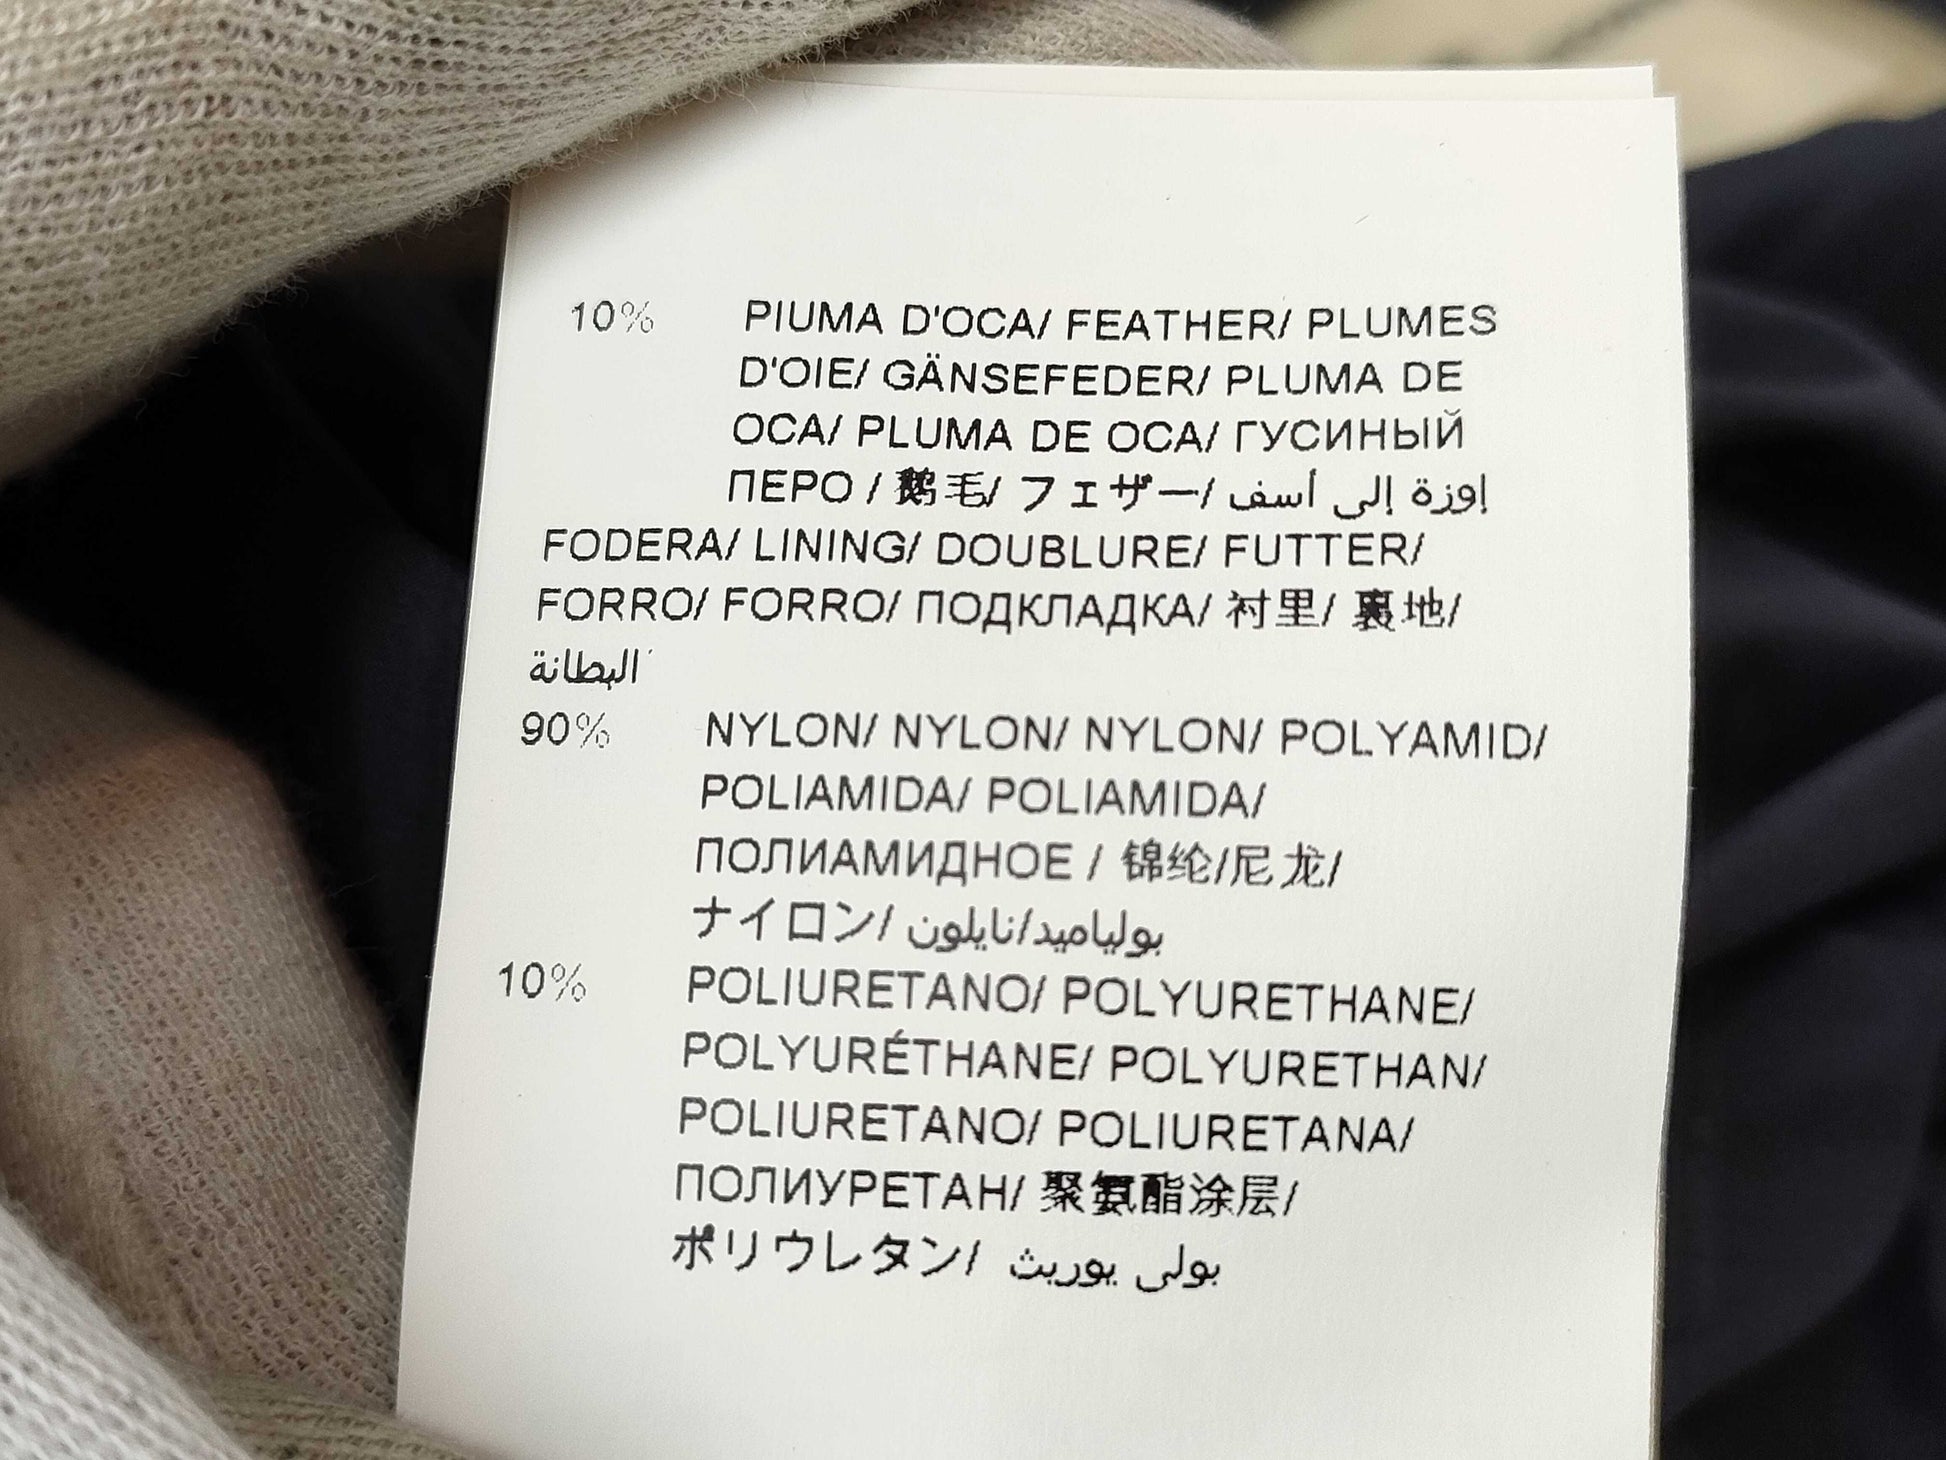 10% PIUMA D'OCA/ FEATHER/ PLUMES
D'OIE/ GÄNSEFEDER/ PLUMA DE
OCA/ PLUMA DE OCA/ ГУСИНЫЙ
ПЕРО / 鹅毛/ フェザー/ إوزة إلى أسف
FODERA/ LINING/ DOUBLURE/ FUTTER/
FORRO/ FORRO/ ПОДКЛАДКА/ 衬里/ 裏地/
البطانة
90% NYLON/ NYLON/ NYLON/ POLYAMID/
POLIAMIDA/ POLIAMIDA/
ПОЛИАМИДНОЕ / 锦纶/尼龙/
ナイロン/ بولياميد/نايلون
10% POLIURETANO/ POLYURETHANE/
POLYURÉTHANE/ POLYURETHAN/
POLIURETANO/ POLIURETANA/
ПОЛИУРЕТАН/ 聚氨酯涂层/
ポリウレタン/ بولي يوريث